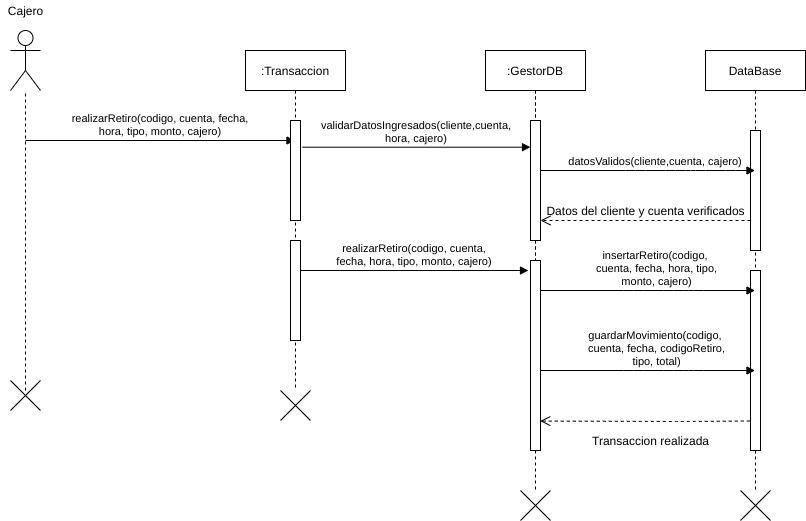 Cajero
:Transaccion
:GestorDB
DataBase
realizarRetiro(codigo, cuenta, fecha,
hora, tipo, monto, cajero)
validarDatosIngresados(cliente,cuenta,
hora, cajero)
datosValidos(cliente,cuenta, cajero)
Datos del cliente y cuenta verificados
realizarRetiro(codigo, cuenta,
fecha, hora, tipo, monto, cajero)
insertarRetiro(codigo,
cuenta, fecha, hora, tipo,
monto, cajero)
guardarMovimiento(codigo,
cuenta, fecha, codigoRetiro,
tipo, total)
Transaccion realizada